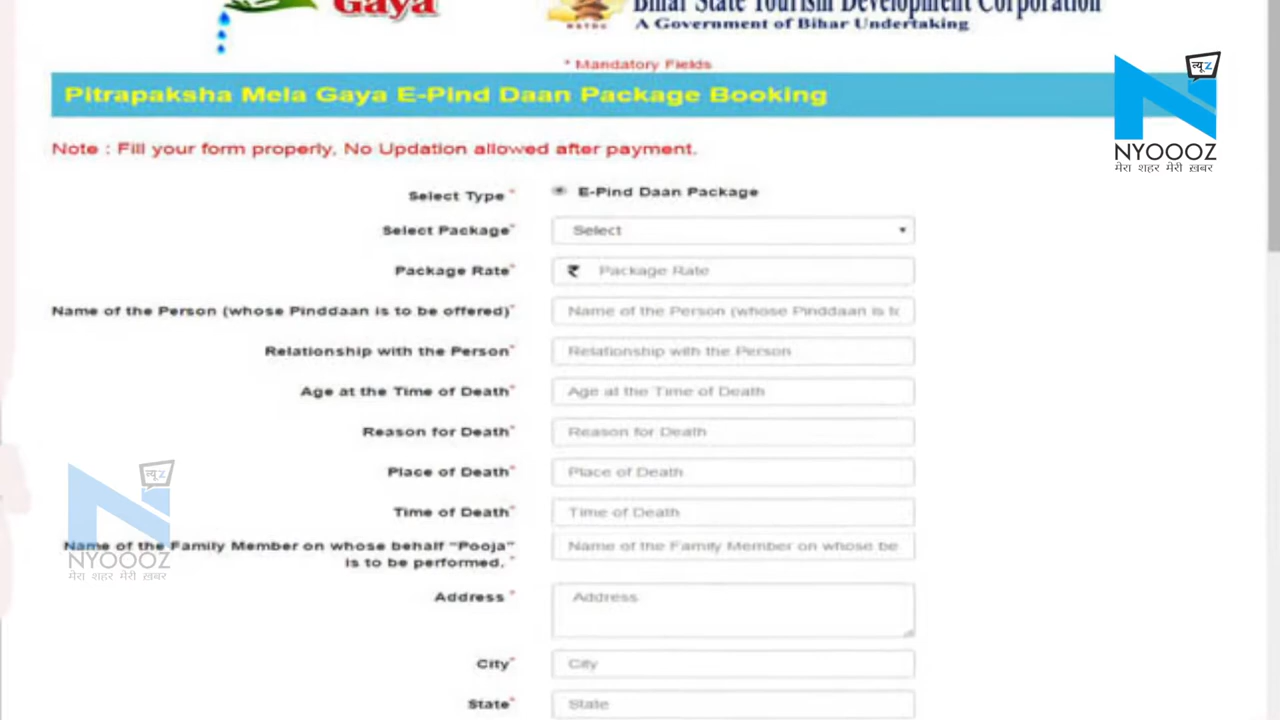 Gaya
Bihar State Tourism Development Corporation
A Government of Bihar Undertaking
* Mandatory Fields
Pitrapaksha Mela Gaya E-Pind Daan Package Booking
न्यूz
NYOOOZ
मेरा शहर मेरी ख़बर
Note : Fill your form properly, No Updation allowed after payment.
Select Type * E-Pind Daan Package
Select Package* Select
Package Rate* ₹ Package Rate
Name of the Person (whose Pinddaan is to be offered)* Name of the Person (whose Pinddaan is to
Relationship with the Person* Relationship with the Person
Age at the Time of Death* Age at the Time of Death
Reason for Death* Reason for Death
Place of Death* Place of Death
Time of Death* Time of Death
Name of the Family Member on whose behalf "Pooja" Name of the Family Member on whose be
is to be performed. *
न्यूz
NYOOOZ
मेरा शहर मेरी ख़बर
Address * Address
City* City
State* State